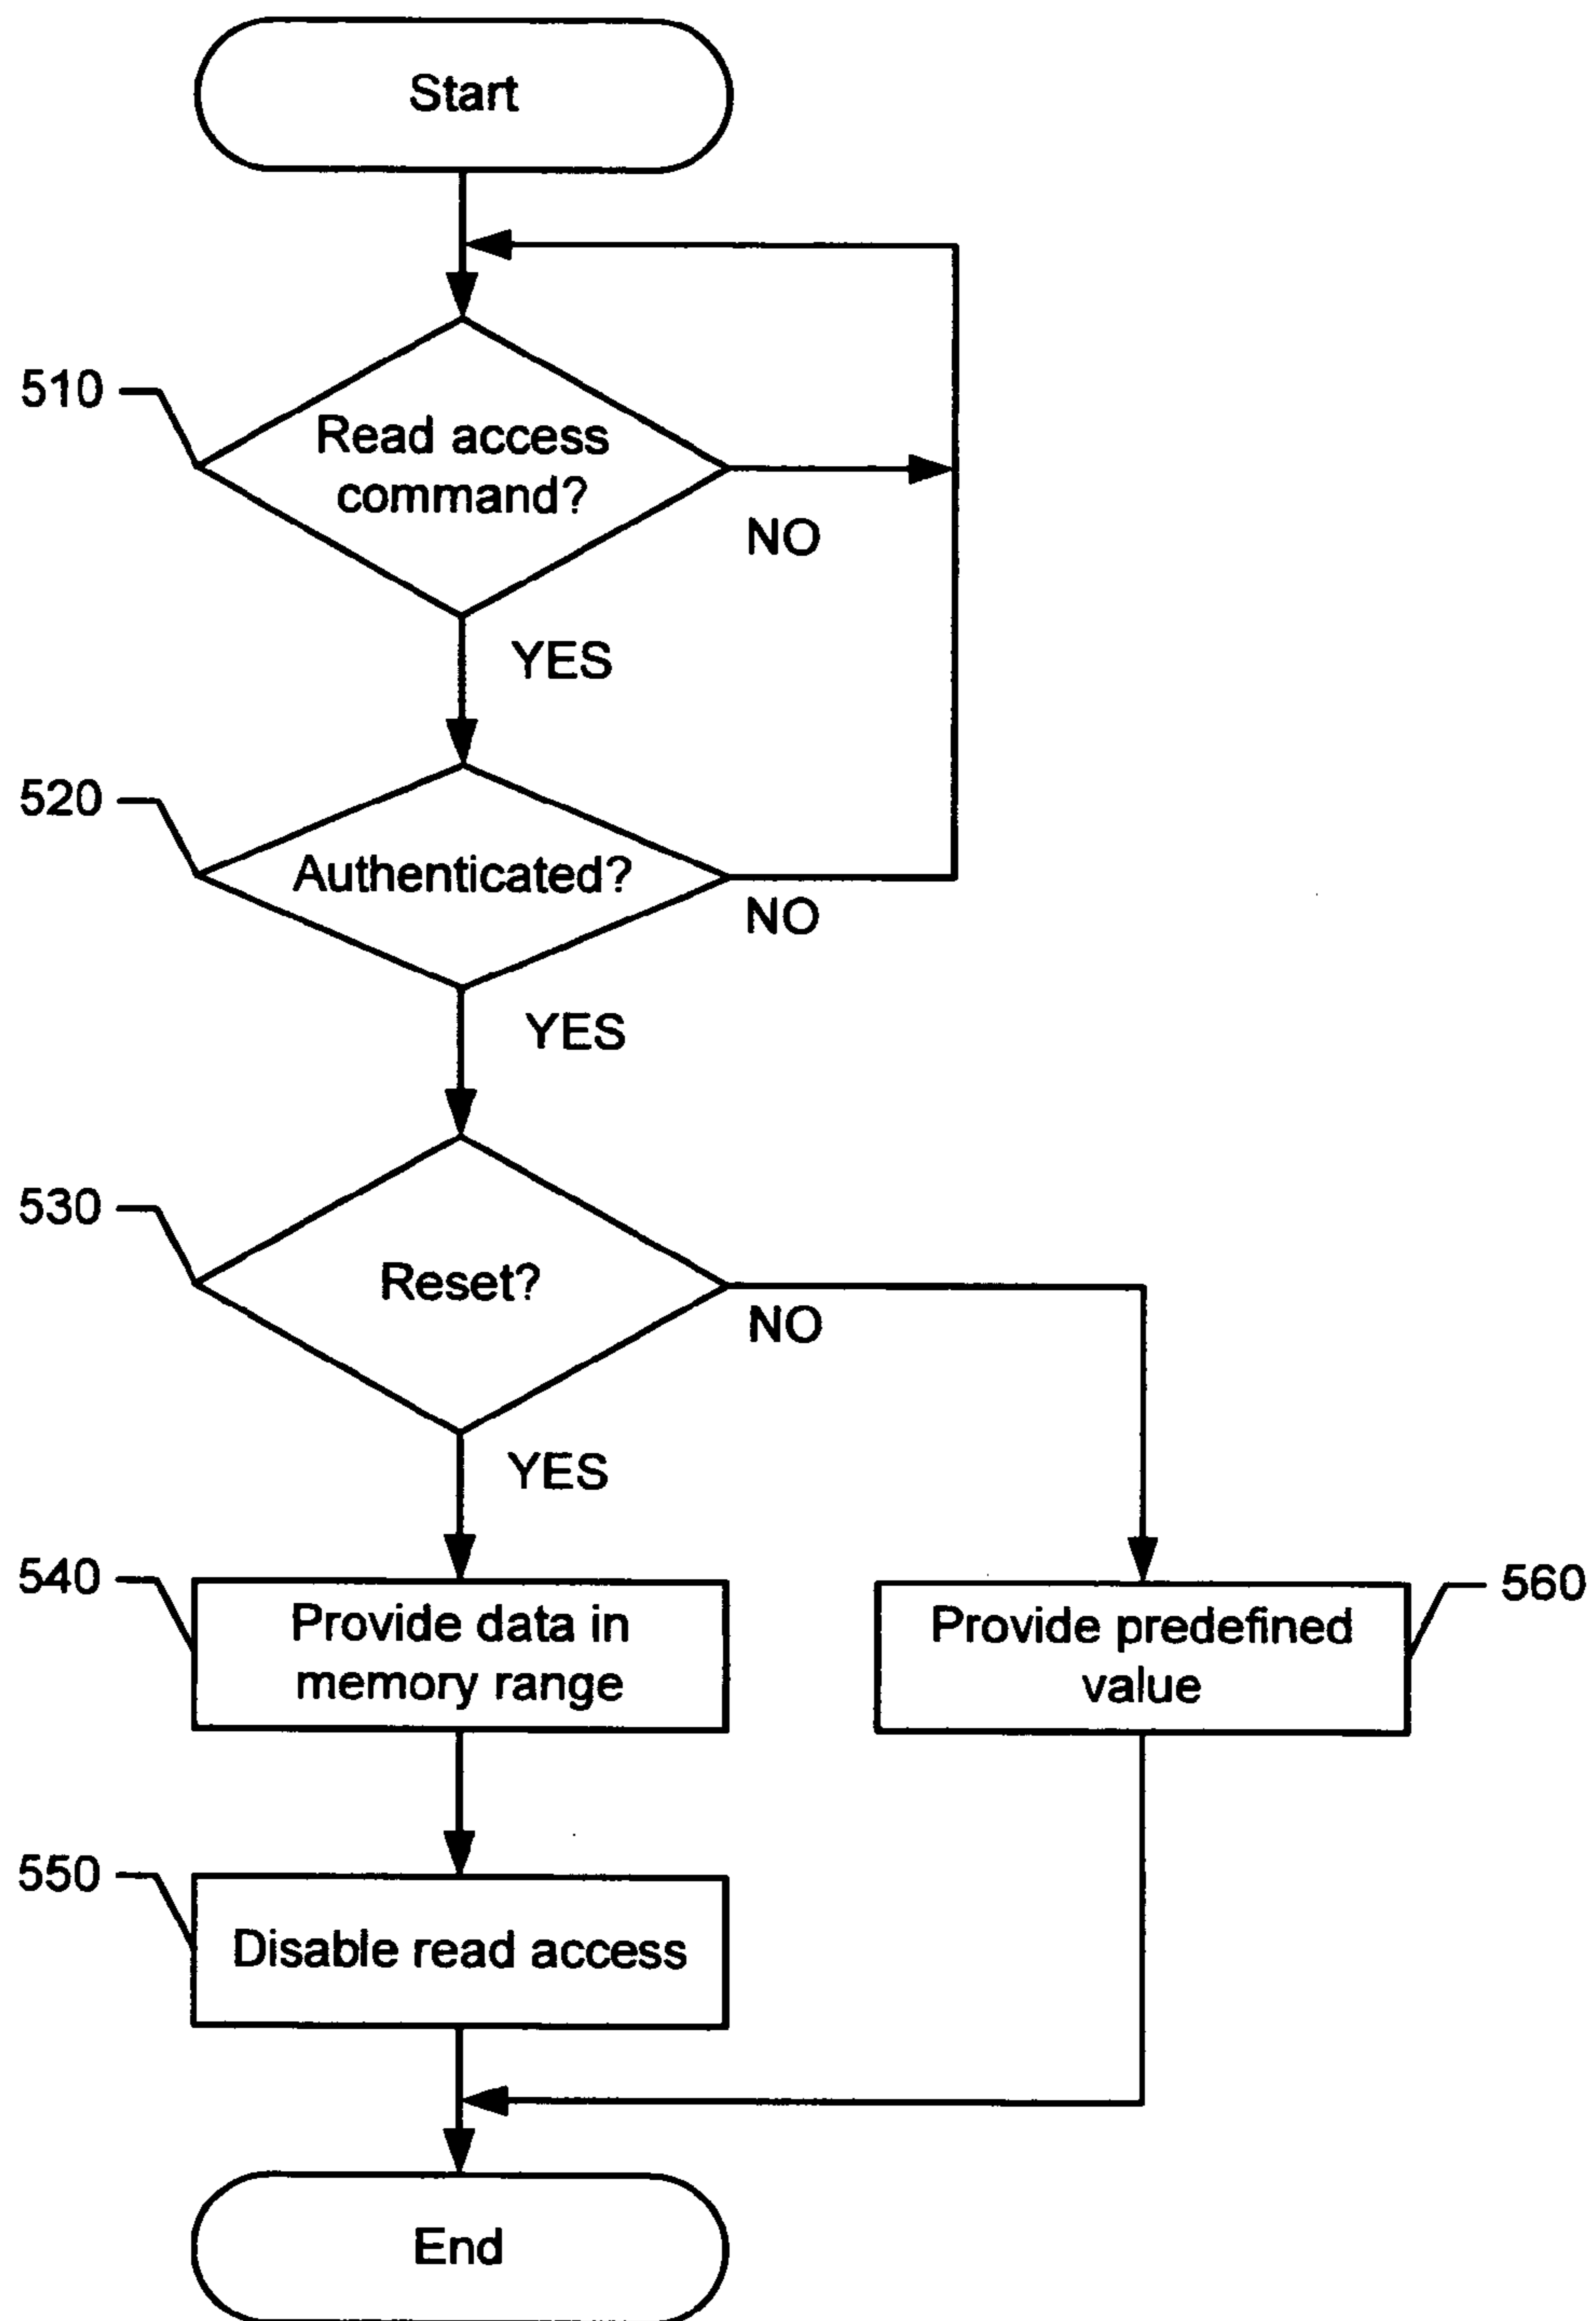 Start
510
Read access
command?
NO
YES
520
Authenticated?
NO
YES
530
Reset?
NO
YES
540
Provide data in
memory range
Provide predefined
value
560
550
Disable read access
End